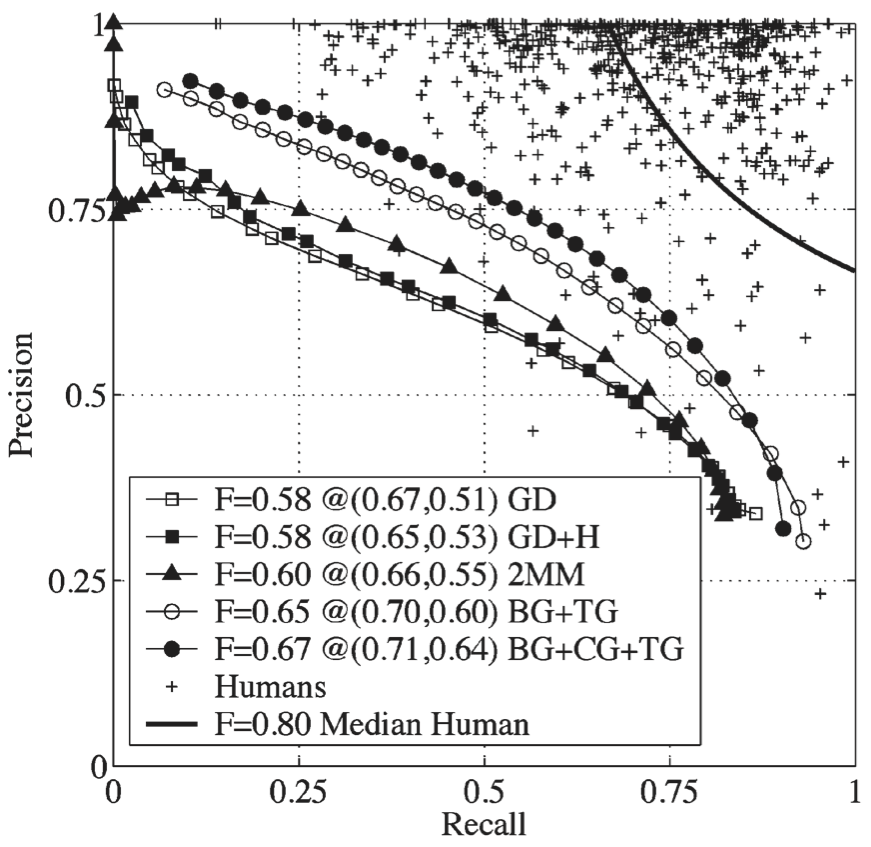 1
0.75
Precision
0.5
F=0.58 @(0.67,0.51) GD
F=0.58 @(0.65,0.53) GD+H
F=0.60 @(0.66,0.55) 2MM
0.25
F=0.65 @(0.70,0.60) BG+TG
F=0.67 @(0.71,0.64) BG+CG+TG
Humans
F=0.80 Median Human
0
0
0.25
0.5
0.75
1
Recall